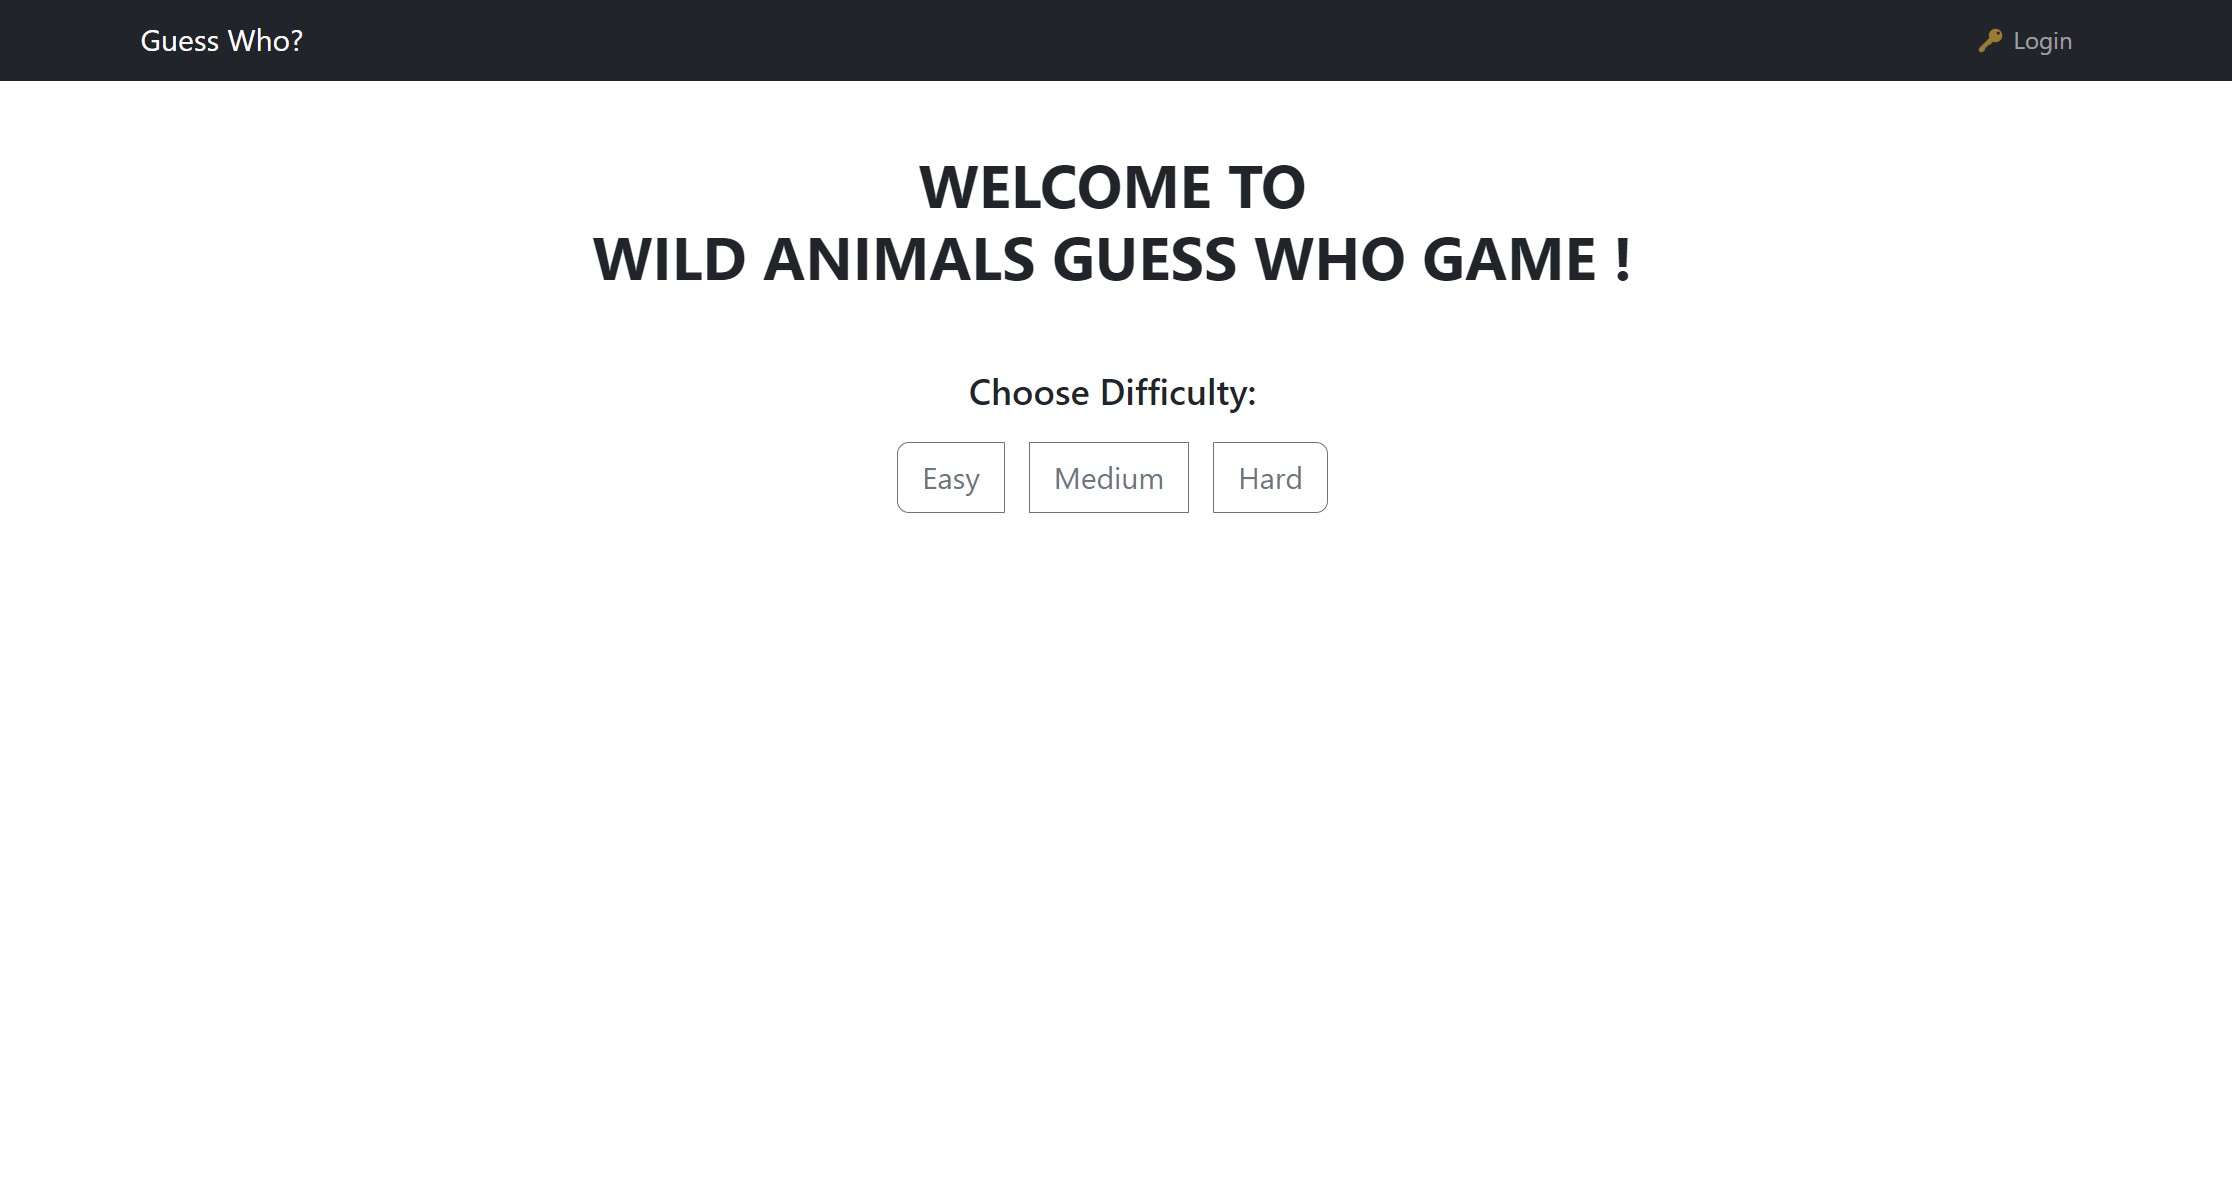 Guess Who?
Login
WELCOME TO
WILD ANIMALS GUESS WHO GAME !
Choose Difficulty:
Easy Medium Hard